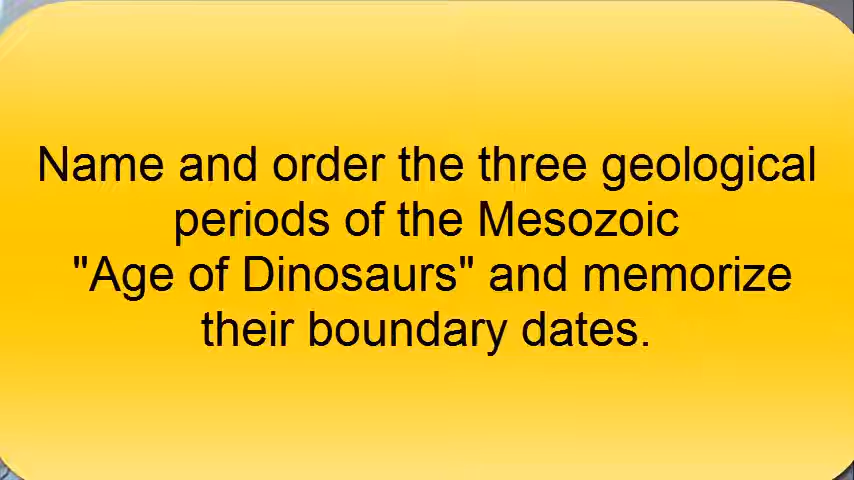 Name and order the three geological
periods of the Mesozoic
"Age of Dinosaurs" and memorize
their boundary dates.